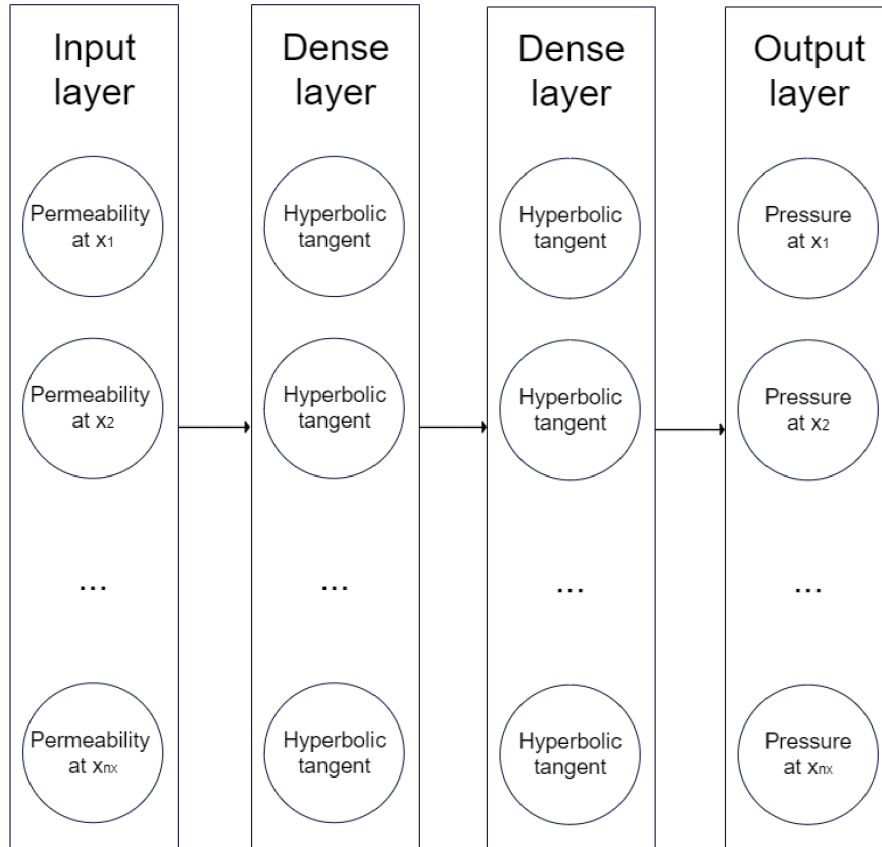 Input
layer
Permeability
at x1
Permeability
at x2
...
Permeability
at xnx
Dense
layer
Hyperbolic
tangent
Hyperbolic
tangent
...
Hyperbolic
tangent
Dense
layer
Hyperbolic
tangent
Hyperbolic
tangent
...
Hyperbolic
tangent
Output
layer
Pressure
at x1
Pressure
at x2
...
Pressure
at xnx